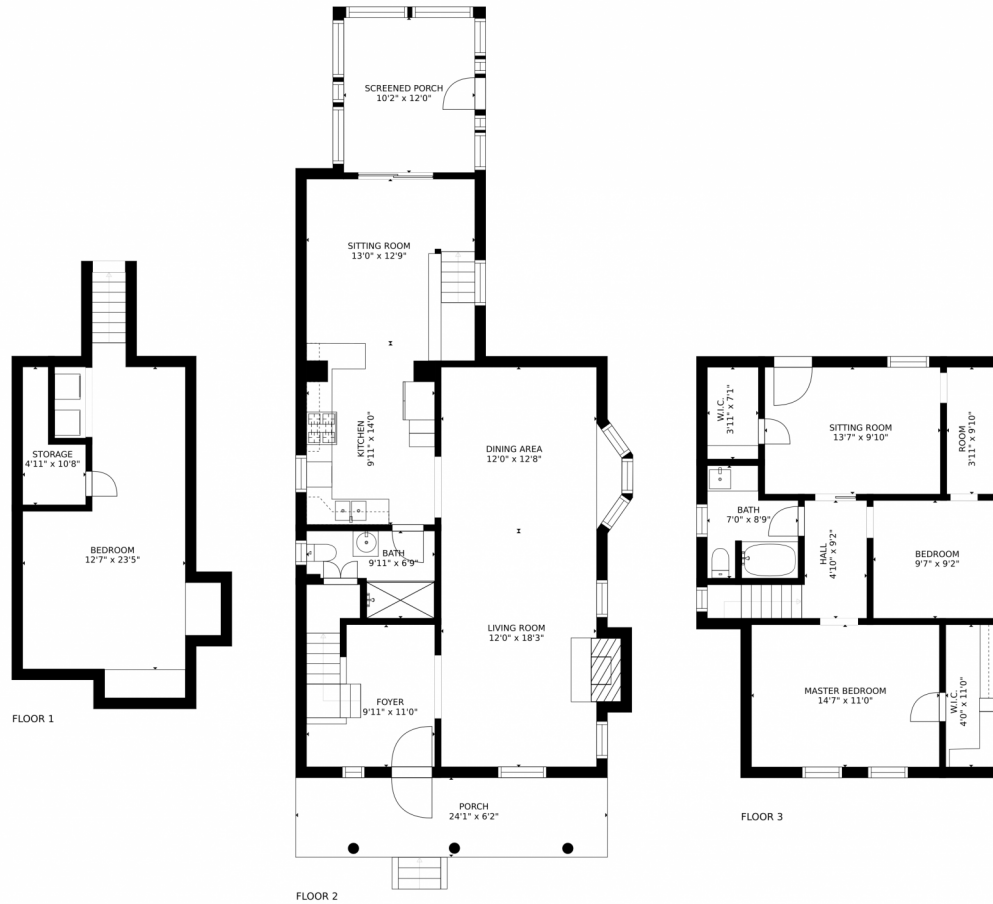 SCREENED PORCH
10'2" x 12'0"
SITTING ROOM
13'0" x 12'9"
KITCHEN
9'11" x 14'0"
DINING AREA
12'0" x 12'8"
BATH
9'11" x 6'9"
LIVING ROOM
12'0" x 18'3"
FOYER
9'11" x 11'0"
PORCH
24'1" x 6'2"
FLOOR 2
STORAGE
4'11" x 10'8"
BEDROOM
12'7" x 23'5"
FLOOR 1
W.I.C.
3'11" x 7'1"
SITTING ROOM
13'7" x 9'10"
ROOM
3'11" x 9'10"
BATH
7'0" x 8'9"
HALL
4'10" x 9'2"
BEDROOM
9'7" x 9'2"
MASTER BEDROOM
14'7" x 11'0"
W.I.C.
4'0" x 11'0"
FLOOR 3